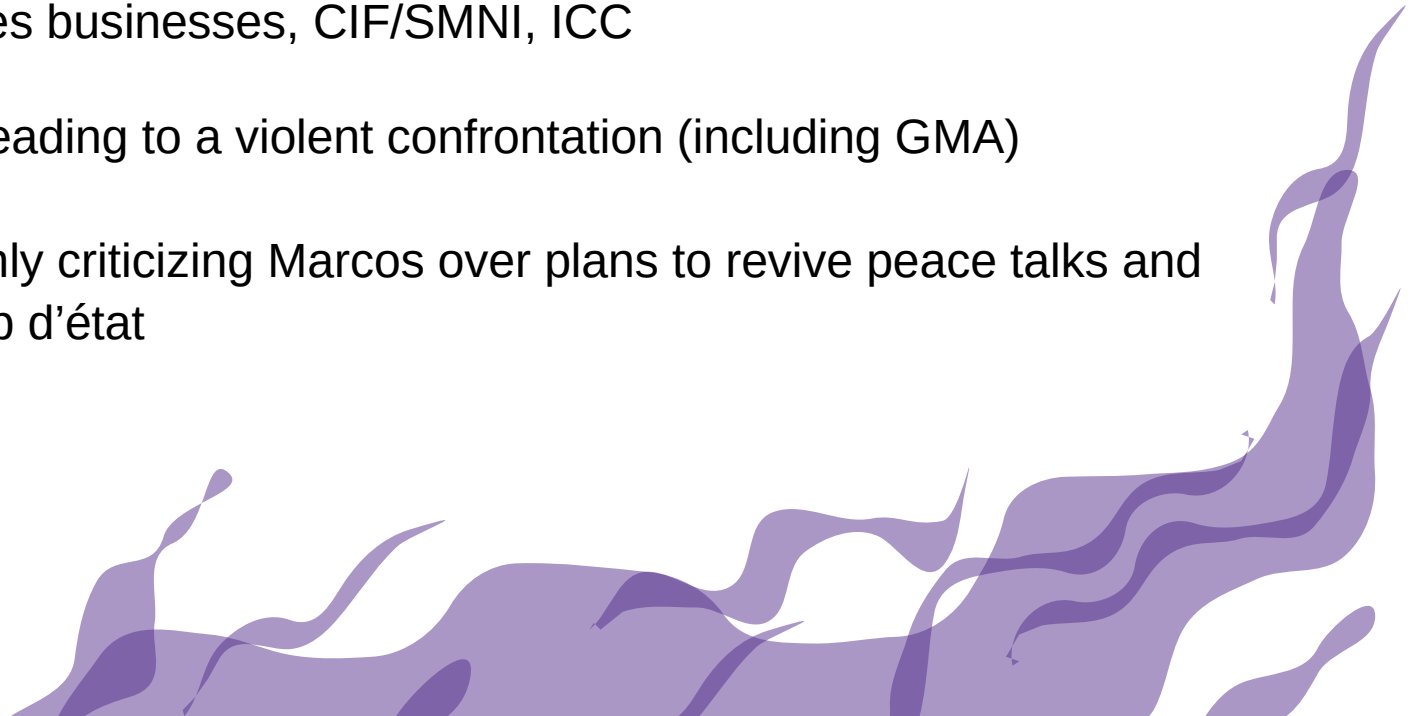 es businesses, CIF/SMNI, ICC
eading to a violent confrontation (including GMA)
nly criticizing Marcos over plans to revive peace talks and
p d’état